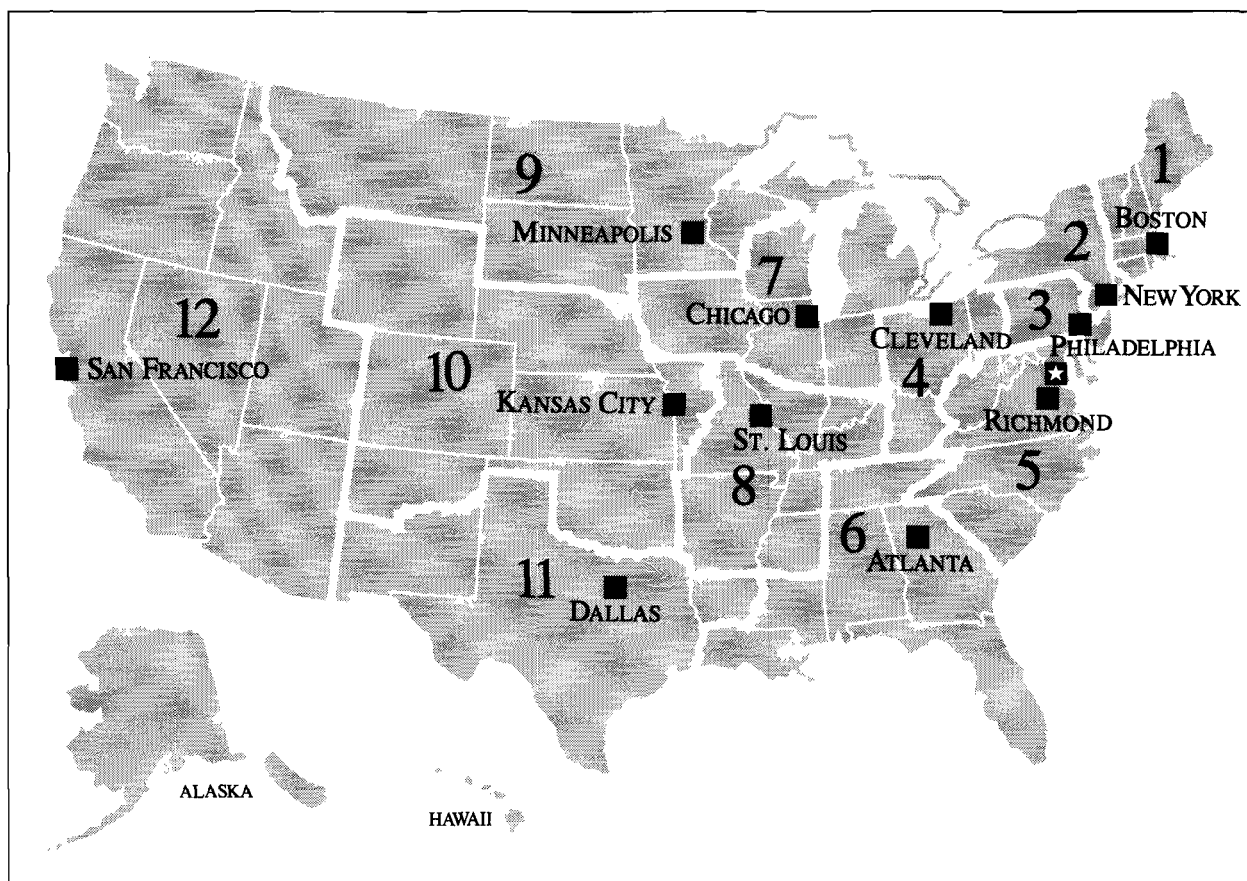 1
BOSTON
9
MINNEAPOLIS
2
7
12
NEW YORK
CHICAGO
3
CLEVELAND
PHILADELPHIA
SAN FRANCISCO
10
4
KANSAS CITY
RICHMOND
ST. LOUIS
5
8
6
ATLANTA
11
DALLAS
ALASKA
HAWAII